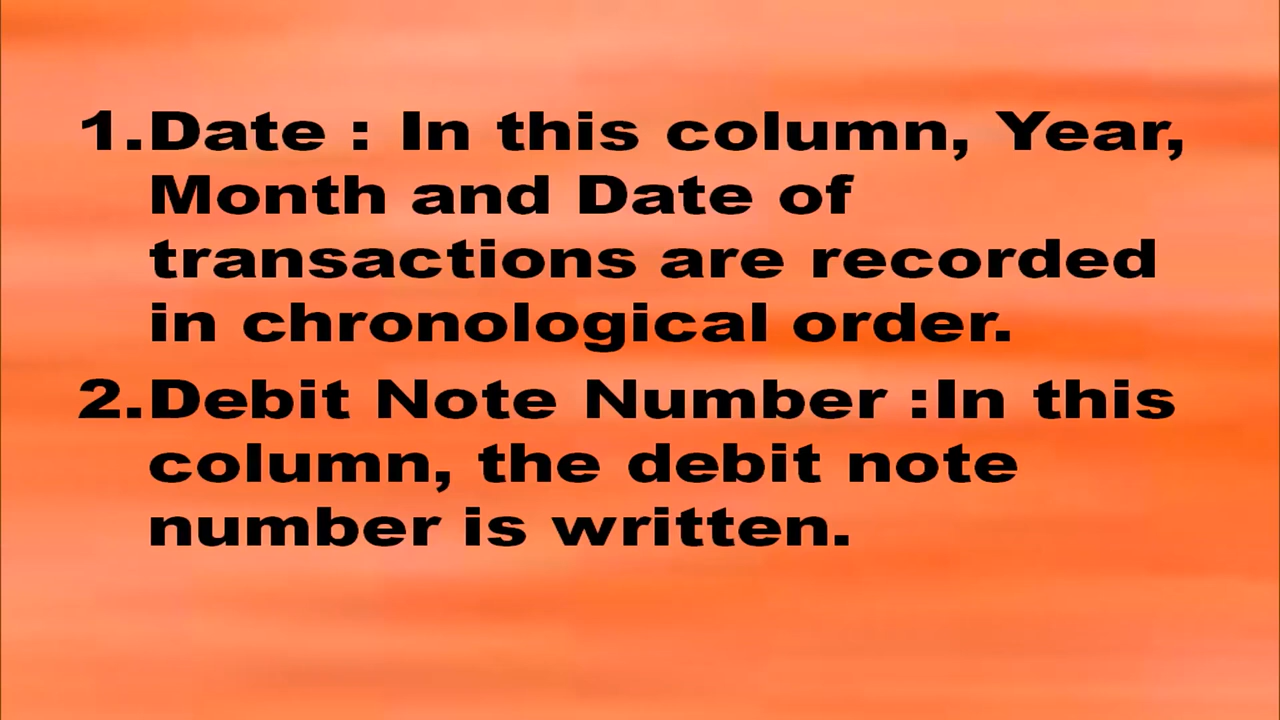 1.Date : In this column, Year,
Month and Date of
transactions are recorded
in chronological order.
2.Debit Note Number :In this
column, the debit note
number is written.